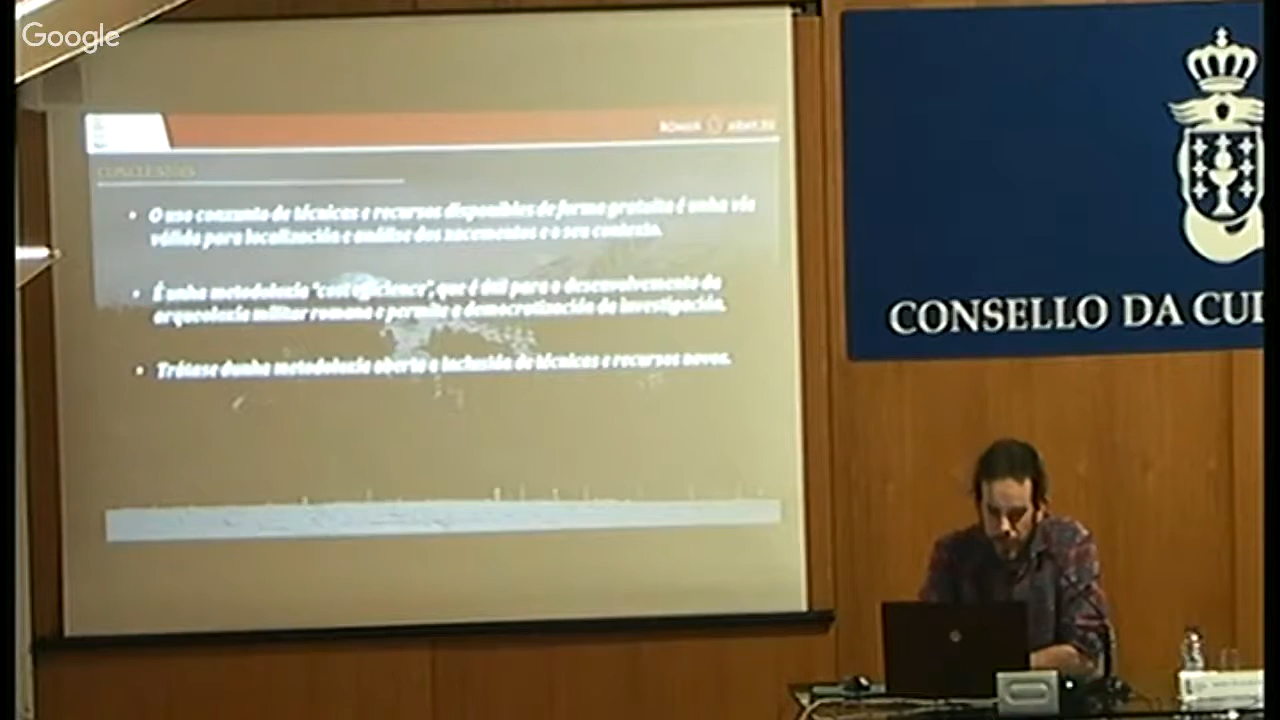 Google
CONCLUSIÓNS
• O uso conxunto de técnicas e recursos dispoñibles de forma gratuíta é unha vía
válida para localización e análise dos xacementos e o seu contexto.
• É unha metodoloxía "cost efficience", que é útil para o desenvolvemento da
arqueoloxía militar romana e permite a democratización da investigación.
• Trátase dunha metodoloxía aberta a inclusión de técnicas e recursos novos.
CONSELLO DA CUL